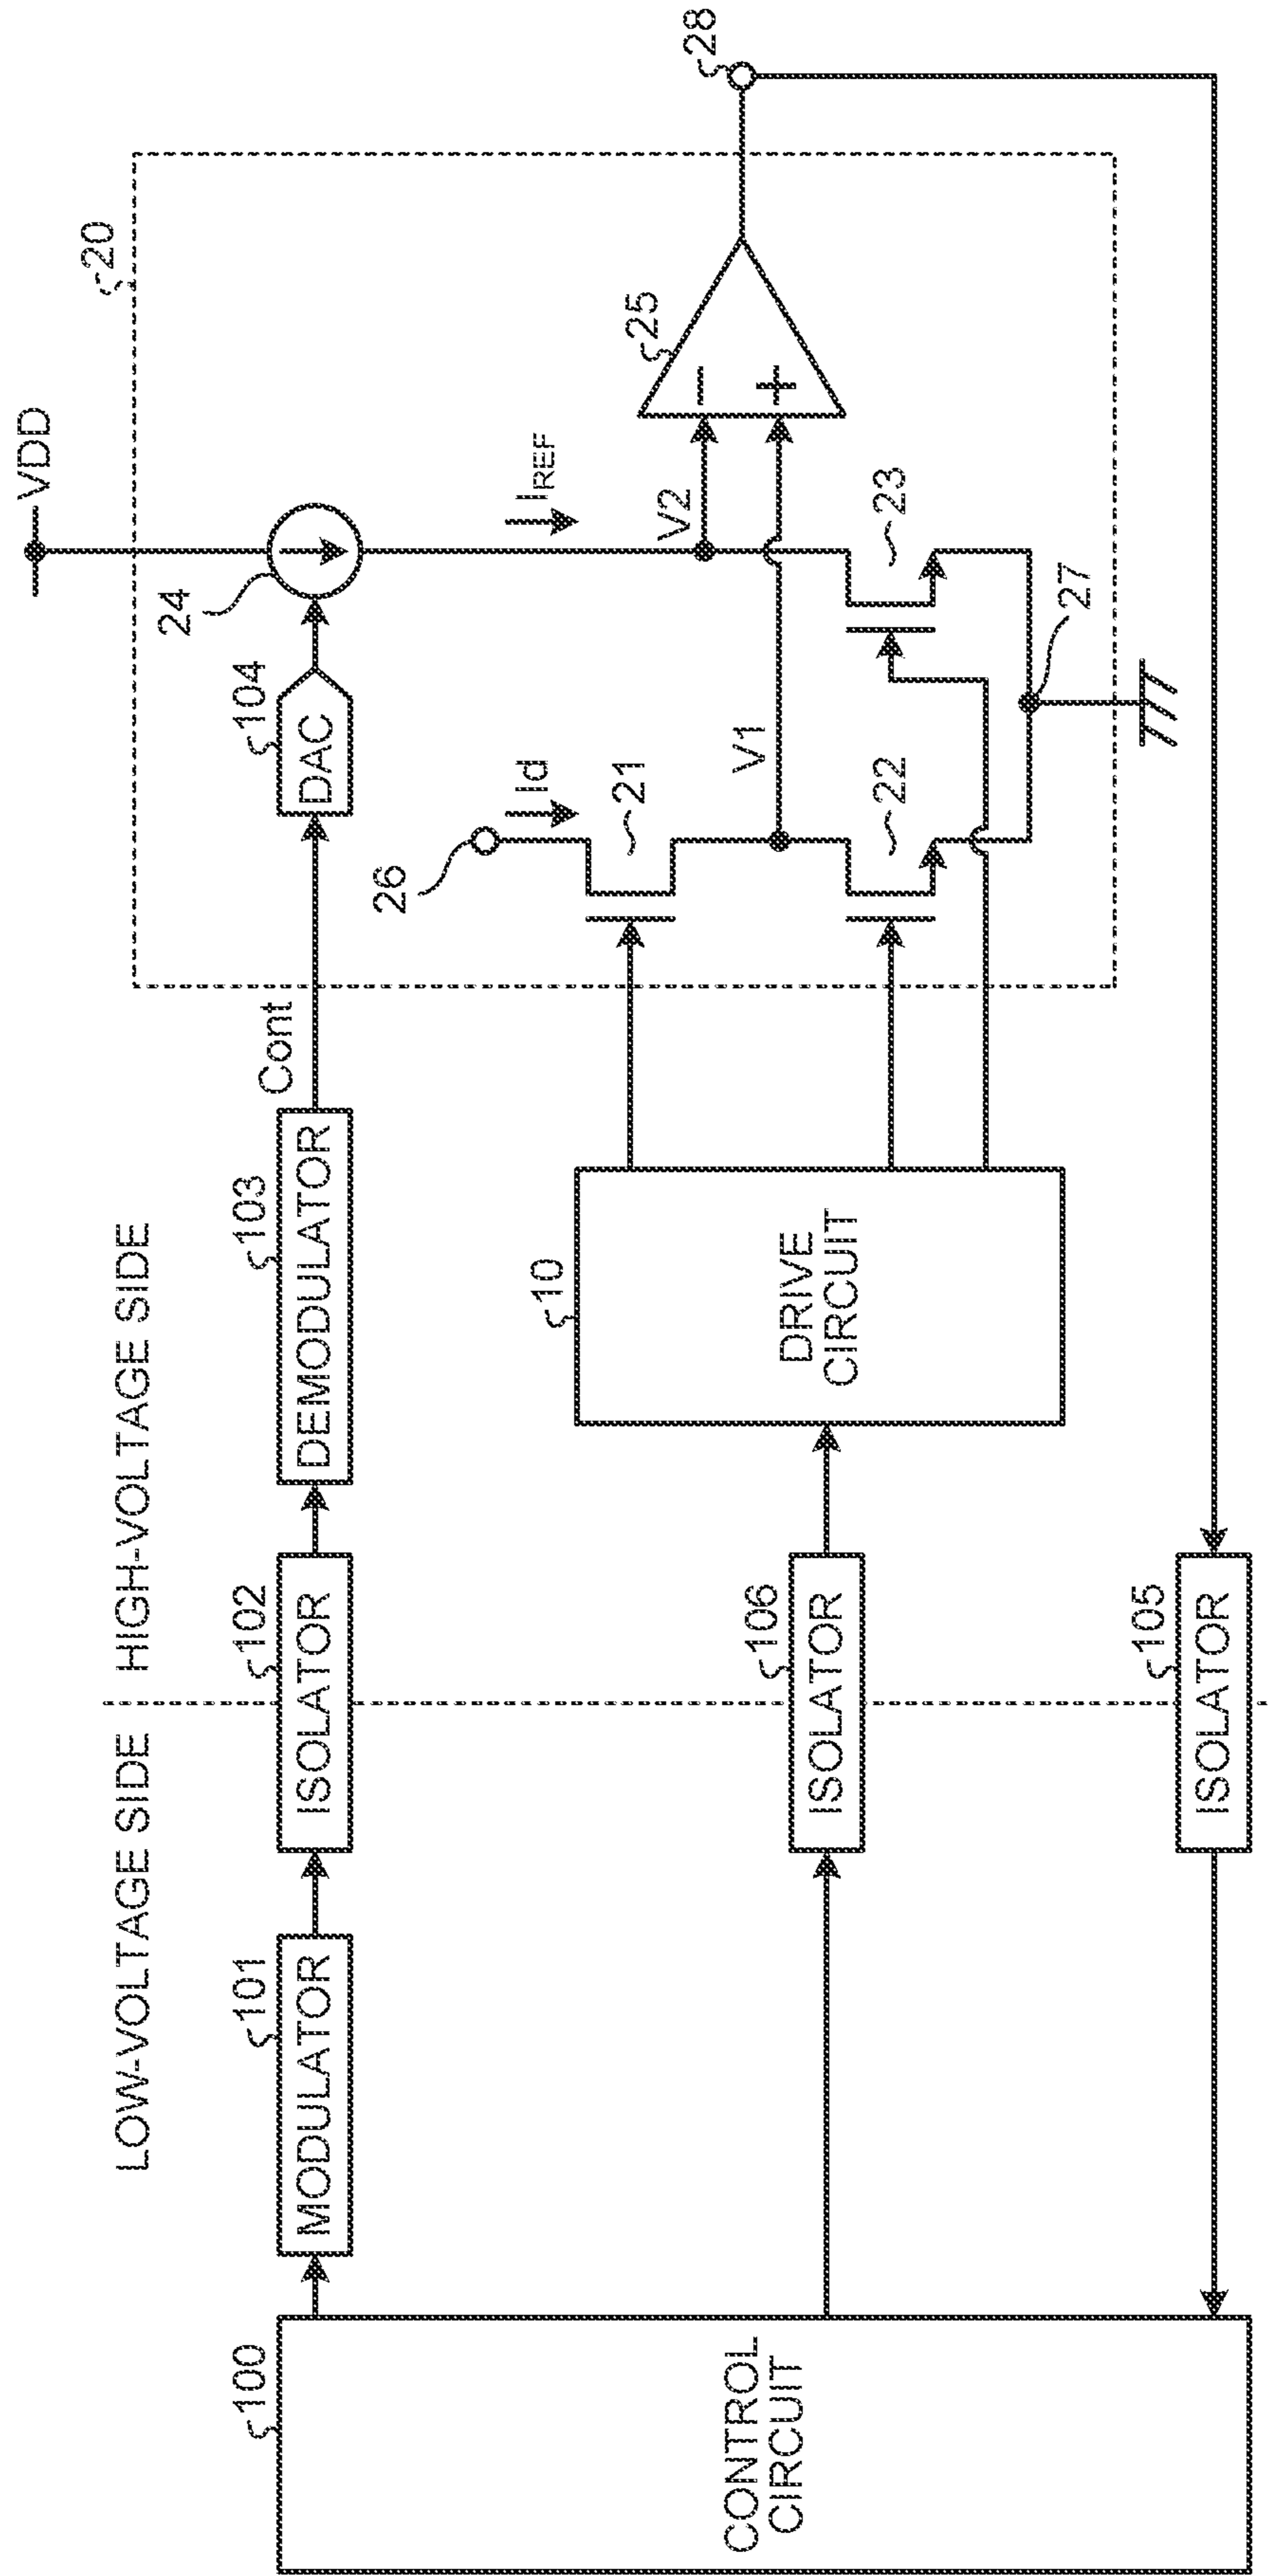 LOW-VOLTAGE SIDE
HIGH-VOLTAGE SIDE
VDD
20
100
CONTROL
CIRCUIT
101
MODULATOR
102
ISOLATOR
103
DEMODULATOR
Cont
104
DAC
24
IREF
26
Id
21
V2
25
−
+
28
10
DRIVE
CIRCUIT
V1
22
23
27
106
ISOLATOR
105
ISOLATOR